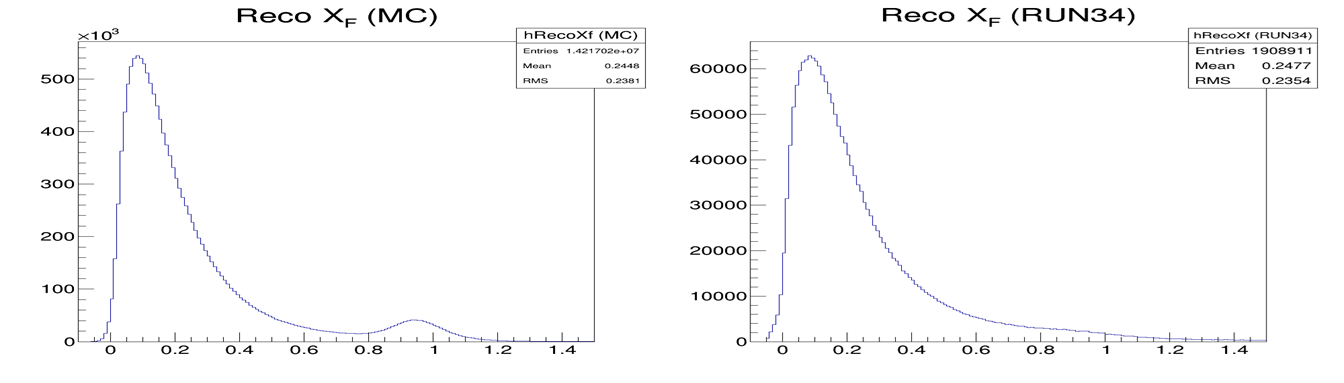 Reco X_F (MC)
×10³
hRecoXf (MC)
Entries 1.421702e+07
Mean 0.2448
RMS 0.2381
500
400
300
200
100
0
0 0.2 0.4 0.6 0.8 1 1.2 1.4
Reco X_F (RUN34)
hRecoXf (RUN34)
Entries 1908911
Mean 0.2477
RMS 0.2354
60000
50000
40000
30000
20000
10000
0
0 0.2 0.4 0.6 0.8 1 1.2 1.4